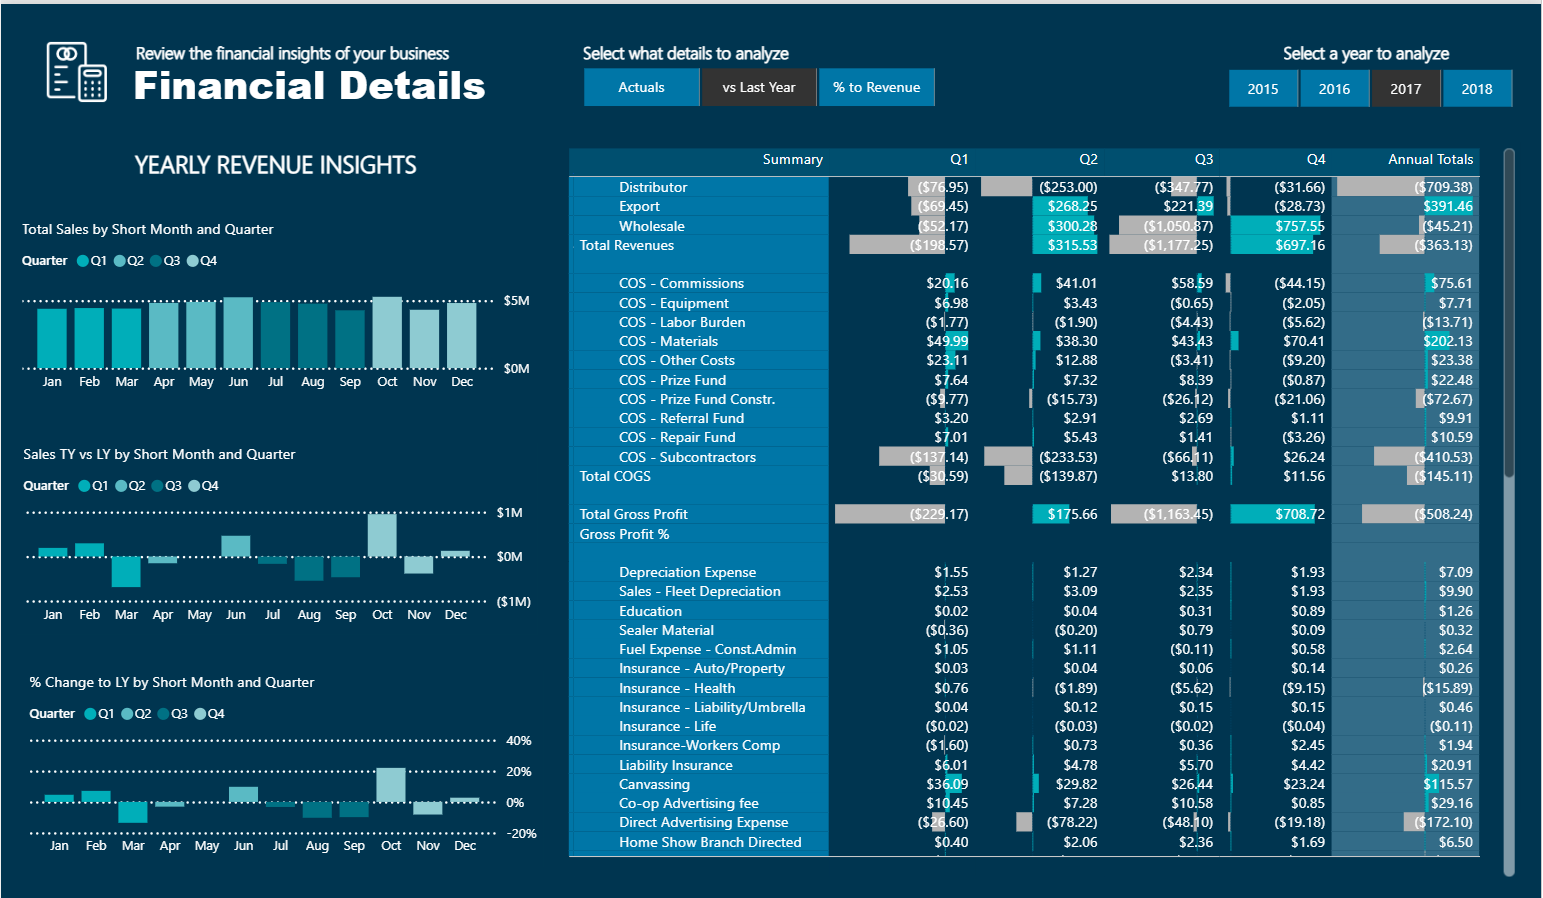 Review the financial insights of your business
Financial Details
Select what details to analyze
Actuals vs Last Year % to Revenue
Select a year to analyze
2015 2016 2017 2018
YEARLY REVENUE INSIGHTS
Total Sales by Short Month and Quarter
Quarter Q1 Q2 Q3 Q4
$5M
$0M
Jan Feb Mar Apr May Jun Jul Aug Sep Oct Nov Dec
Sales TY vs LY by Short Month and Quarter
Quarter Q1 Q2 Q3 Q4
$1M
$0M
($1M)
Jan Feb Mar Apr May Jun Jul Aug Sep Oct Nov Dec
% Change to LY by Short Month and Quarter
Quarter Q1 Q2 Q3 Q4
40%
20%
0%
-20%
Jan Feb Mar Apr May Jun Jul Aug Sep Oct Nov Dec
Summary Q1 Q2 Q3 Q4 Annual Totals
Distributor ($76.95) ($253.00) ($347.77) ($31.66) ($709.38)
Export ($69.45) $268.25 $221.39 ($28.73) $391.46
Wholesale ($52.17) $300.28 ($1,050.87) $757.55 ($45.21)
Total Revenues ($198.57) $315.53 ($1,177.25) $697.16 ($363.13)
COS - Commissions $20.16 $41.01 $58.59 ($44.15) $75.61
COS - Equipment $6.98 $3.43 ($0.65) ($2.05) $7.71
COS - Labor Burden ($1.77) ($1.90) ($4.43) ($5.62) ($13.71)
COS - Materials $49.99 $38.30 $43.43 $70.41 $202.13
COS - Other Costs $23.11 $12.88 ($3.41) ($9.20) $23.38
COS - Prize Fund $7.64 $7.32 $8.39 ($0.87) $22.48
COS - Prize Fund Constr. ($9.77) ($15.73) ($26.12) ($21.06) ($72.67)
COS - Referral Fund $3.20 $2.91 $2.69 $1.11 $9.91
COS - Repair Fund $7.01 $5.43 $1.41 ($3.26) $10.59
COS - Subcontractors ($137.14) ($233.53) ($66.11) $26.24 ($410.53)
Total COGS ($30.59) ($139.87) $13.80 $11.56 ($145.11)
Total Gross Profit ($229.17) $175.66 ($1,163.45) $708.72 ($508.24)
Gross Profit %
Depreciation Expense $1.55 $1.27 $2.34 $1.93 $7.09
Sales - Fleet Depreciation $2.53 $3.09 $2.35 $1.93 $9.90
Education $0.02 $0.04 $0.31 $0.89 $1.26
Sealer Material ($0.36) ($0.20) $0.79 $0.09 $0.32
Fuel Expense - Const.Admin $1.05 $1.11 ($0.11) $0.58 $2.64
Insurance - Auto/Property $0.03 $0.04 $0.06 $0.14 $0.26
Insurance - Health $0.76 ($1.89) ($5.62) ($9.15) ($15.89)
Insurance - Liability/Umbrella $0.04 $0.12 $0.15 $0.15 $0.46
Insurance - Life ($0.02) ($0.03) ($0.02) ($0.04) ($0.11)
Insurance-Workers Comp ($1.60) $0.73 $0.36 $2.45 $1.94
Liability Insurance $6.01 $4.78 $5.70 $4.42 $20.91
Canvassing $36.09 $29.82 $26.44 $23.24 $115.57
Co-op Advertising fee $10.45 $7.28 $10.58 $0.85 $29.16
Direct Advertising Expense ($26.60) ($78.22) ($48.10) ($19.18) ($172.10)
Home Show Branch Directed $0.40 $2.06 $2.36 $1.69 $6.50